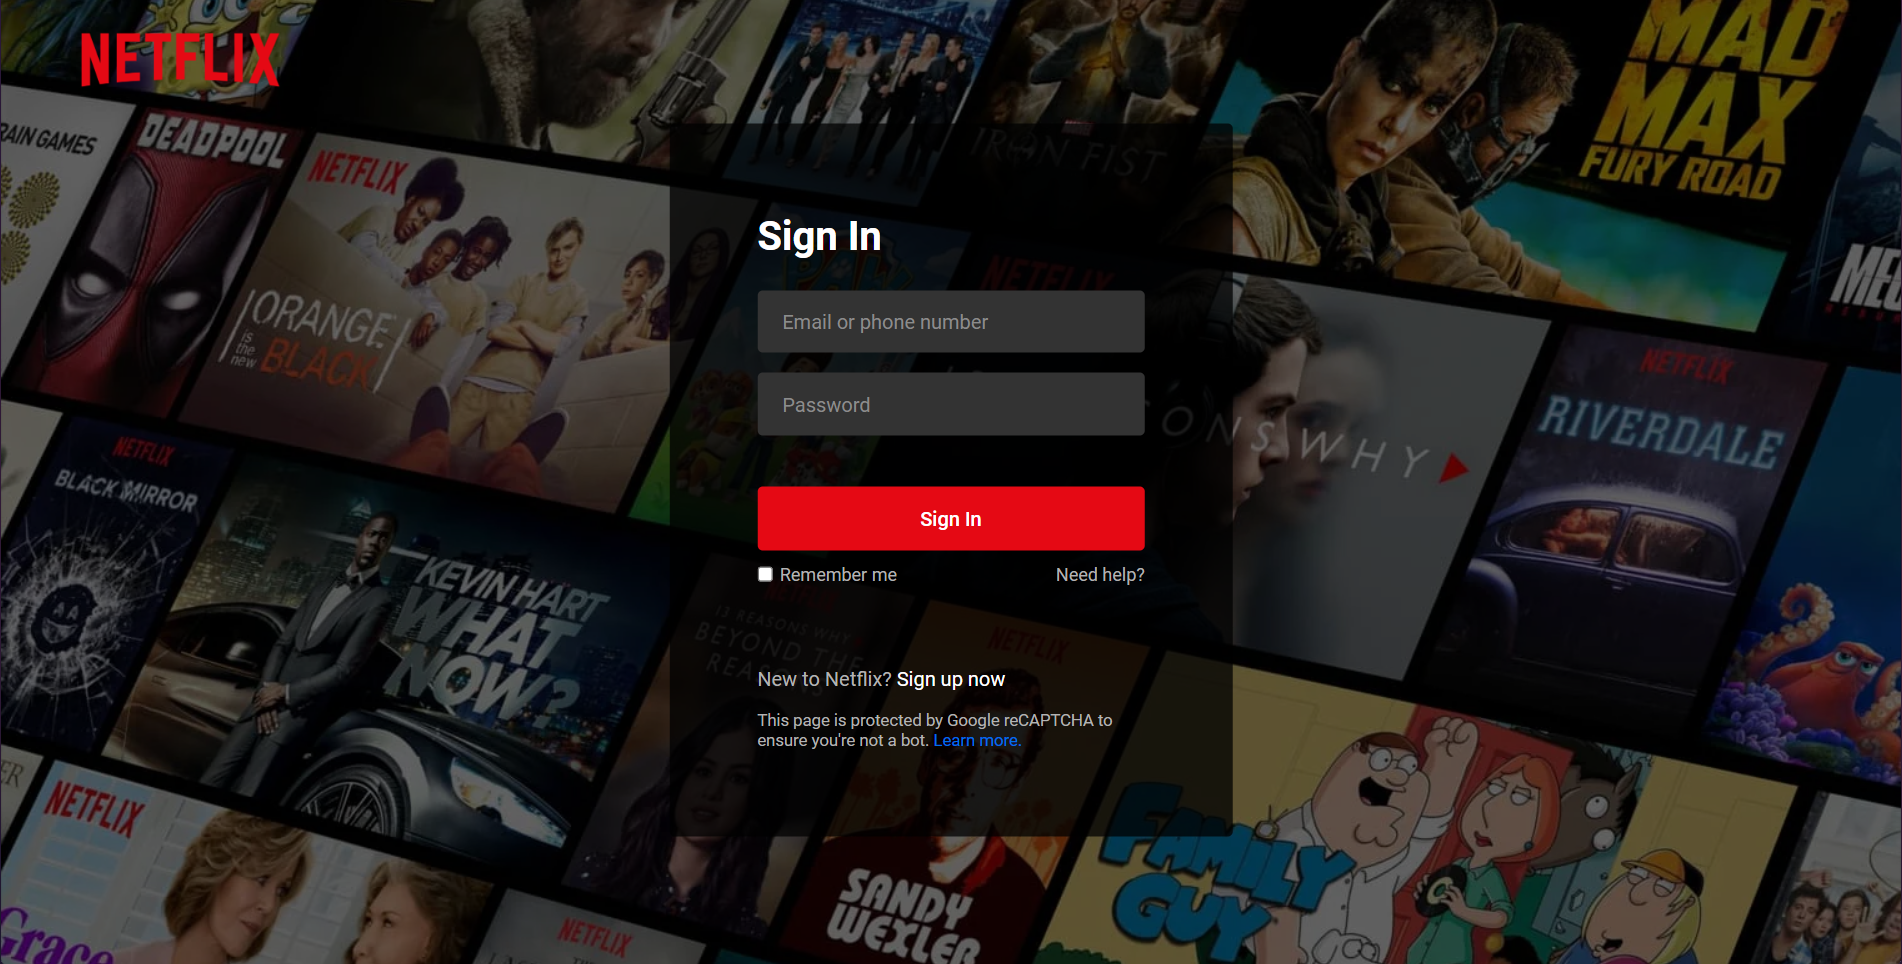 NETFLIX
MAD
MAX
FURY ROAD
RAIN GAMES
DEADPOOL
NETFLIX
IRON FIST
Sign In
NETFLIX
Email or phone number
ORANGE
is
the
new
BLACK
NETFLIX
RIVERDALE
Password
ONS WHY
NETFLIX
BLACK MIRROR
Sign In
Remember me
Need help?
KEVIN HART
WHAT
NOW?
13 REASONS WHY
BEYOND THE
REASONS
NETFLIX
New to Netflix? Sign up now
This page is protected by Google reCAPTCHA to
ensure you're not a bot. Learn more.
NETFLIX
FAMILY
GUY
SANDY
WEXLER
Grace
NETFLIX